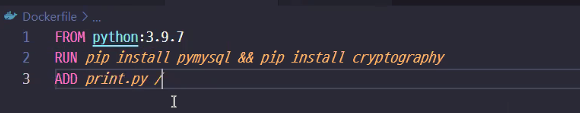 Dockerfile > ...
1 FROM python:3.9.7
2 RUN pip install pymysql && pip install cryptography
3 ADD print.py /